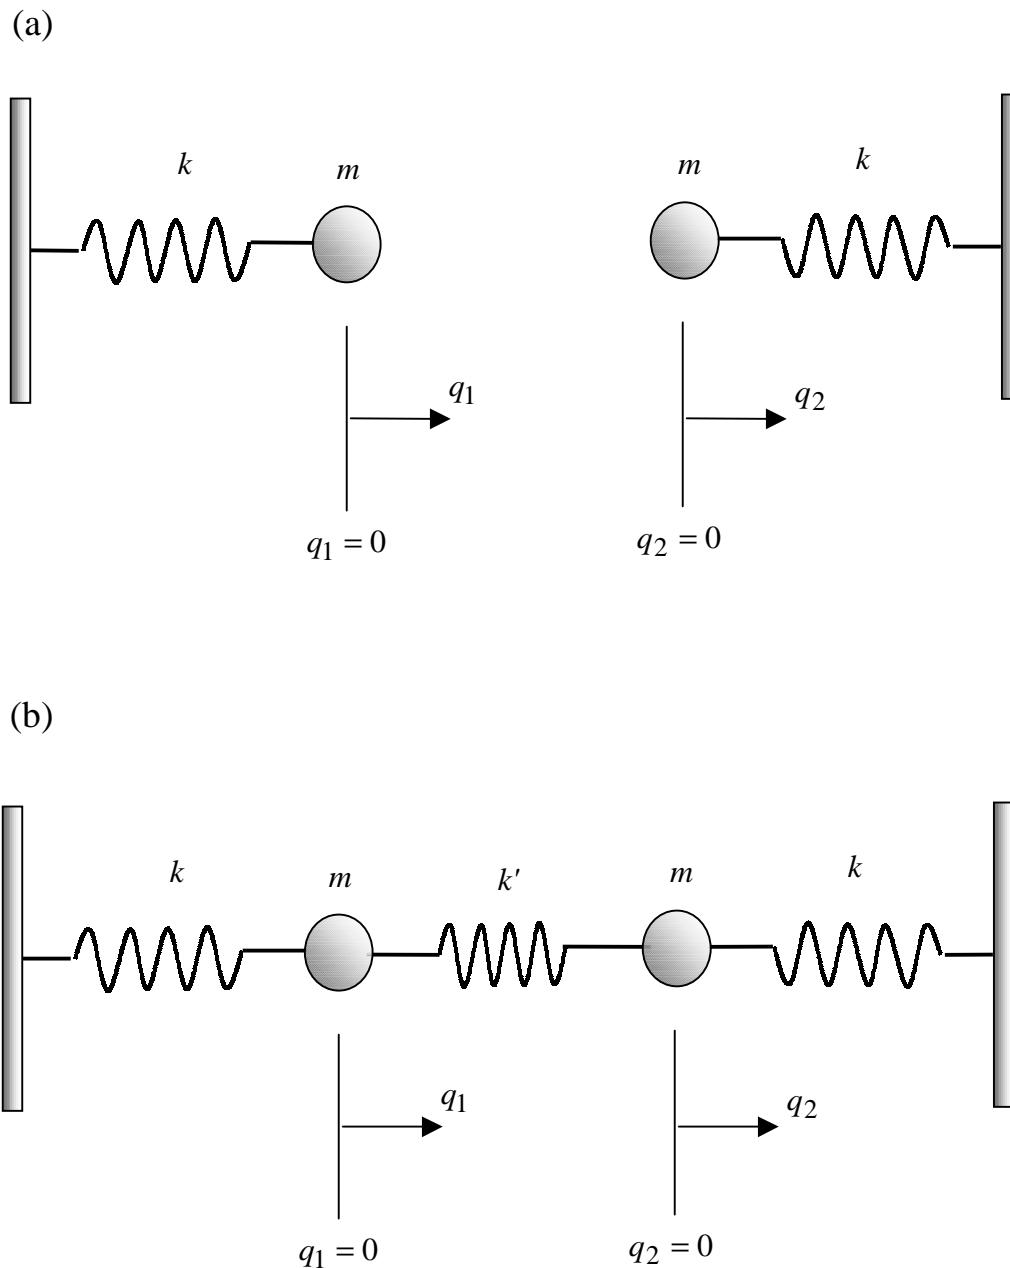 (a)
k m m k
q₁ q₂
q₁ = 0 q₂ = 0
(b)
k m k′ m k
q₁ q₂
q₁ = 0 q₂ = 0